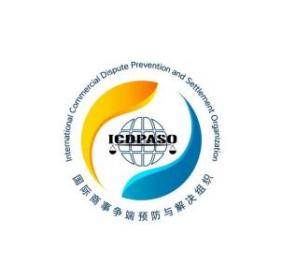 International Commercial Dispute Prevention and Settlement Organization
ICDPASO
国际商事争端预防与解决组织